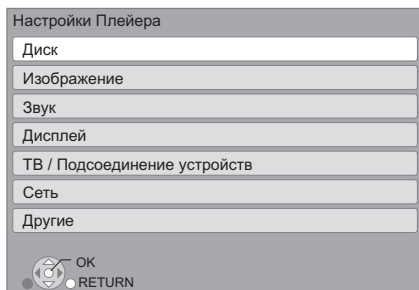 Настройки Плейера
Диск
Изображение
Звук
Дисплей
ТВ / Подсоединение устройств
Сеть
Другие
OK
RETURN